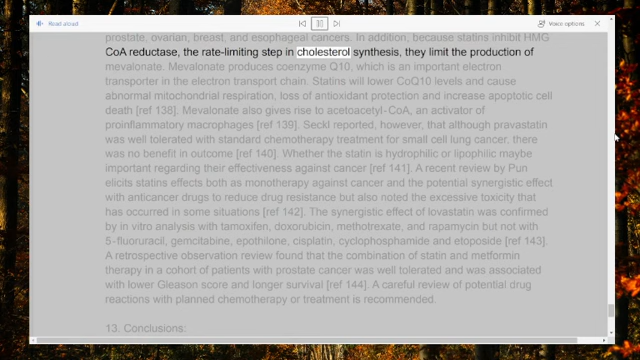 Read aloud
Voice options
prostate, ovarian, breast, and esophageal cancers. In addition, because statins inhibit HMG
CoA reductase, the rate-limiting step in cholesterol synthesis, they limit the production of
mevalonate. Mevalonate produces coenzyme Q10, which is an important electron
transporter in the electron transport chain. Statins will lower CoQ10 levels and cause
abnormal mitochondrial respiration, loss of antioxidant protection and increase apoptotic cell
death [ref 138]. Mevalonate also gives rise to acetoacetyl-CoA, an activator of
proinflammatory macrophages [ref 139]. Seckl reported, however, that although pravastatin
was well tolerated with standard chemotherapy treatment for small cell lung cancer, there
was no benefit in outcome [ref 140]. Whether the statin is hydrophilic or lipophilic maybe
important regarding their effectiveness against cancer [ref 141]. A recent review by Pun
elicits statins effects both as monotherapy against cancer and the potential synergistic effect
with anticancer drugs to reduce drug resistance but also noted the excessive toxicity that
has occurred in some situations [ref 142]. The synergistic effect of lovastatin was confirmed
by in vitro analysis with tamoxifen, doxorubicin, methotrexate, and rapamycin but not with
5-fluoruracil, gemcitabine, epothilone, cisplatin, cyclophosphamide and etoposide [ref 143].
A retrospective observation review found that the combination of statin and metformin
therapy in a cohort of patients with prostate cancer was well tolerated and was associated
with lower Gleason score and longer survival [ref 144]. A careful review of potential drug
reactions with planned chemotherapy or treatment is recommended.
13. Conclusions: